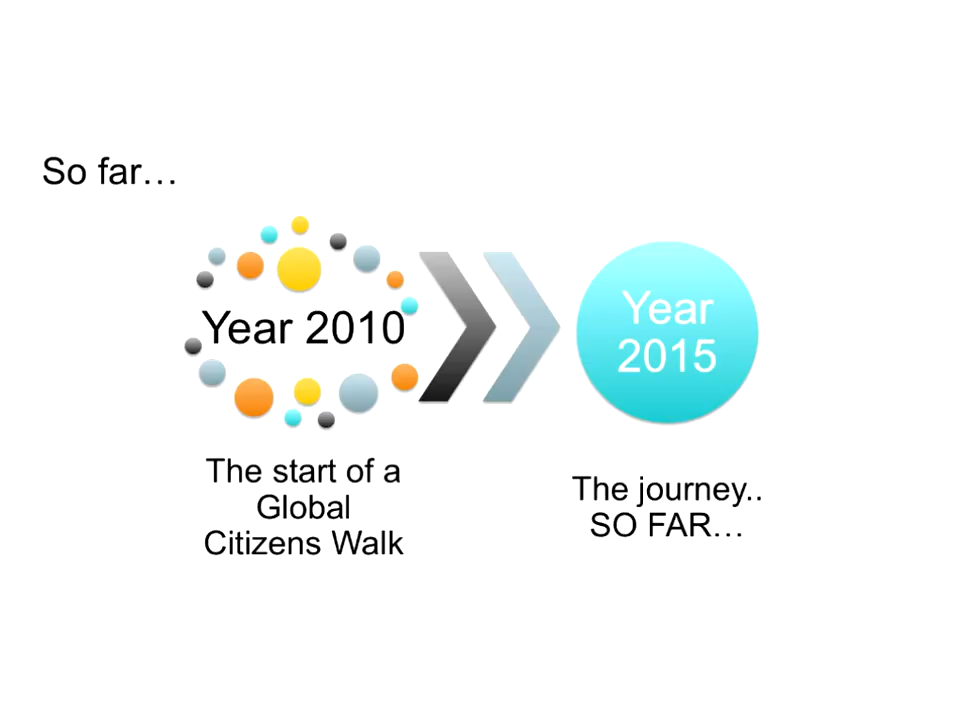 So far…
Year 2010
Year
2015
The start of a
Global
Citizens Walk
The journey..
SO FAR…